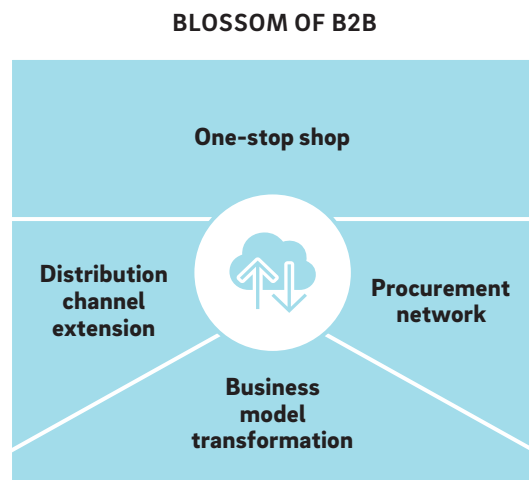 BLOSSOM OF B2B
One-stop shop
Distribution
channel
extension
Procurement
network
Business
model
transformation